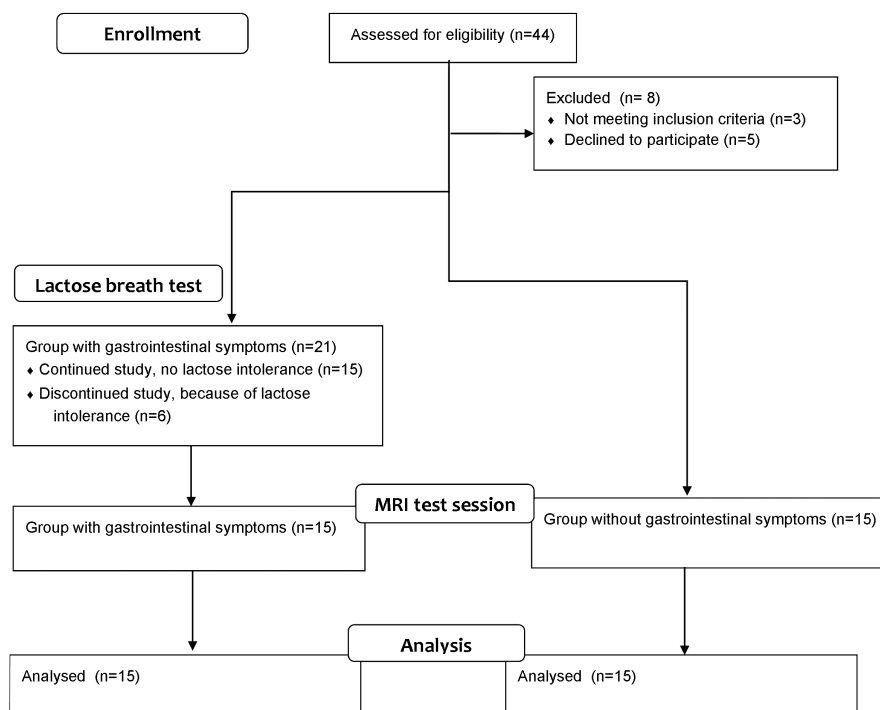 Enrollment
Assessed for eligibility (n=44)
Excluded (n= 8)
♦ Not meeting inclusion criteria (n=3)
♦ Declined to participate (n=5)
Lactose breath test
Group with gastrointestinal symptoms (n=21)
♦ Continued study, no lactose intolerance (n=15)
♦ Discontinued study, because of lactose
intolerance (n=6)
MRI test session
Group with gastrointestinal symptoms (n=15)
Group without gastrointestinal symptoms (n=15)
Analysis
Analysed (n=15)
Analysed (n=15)